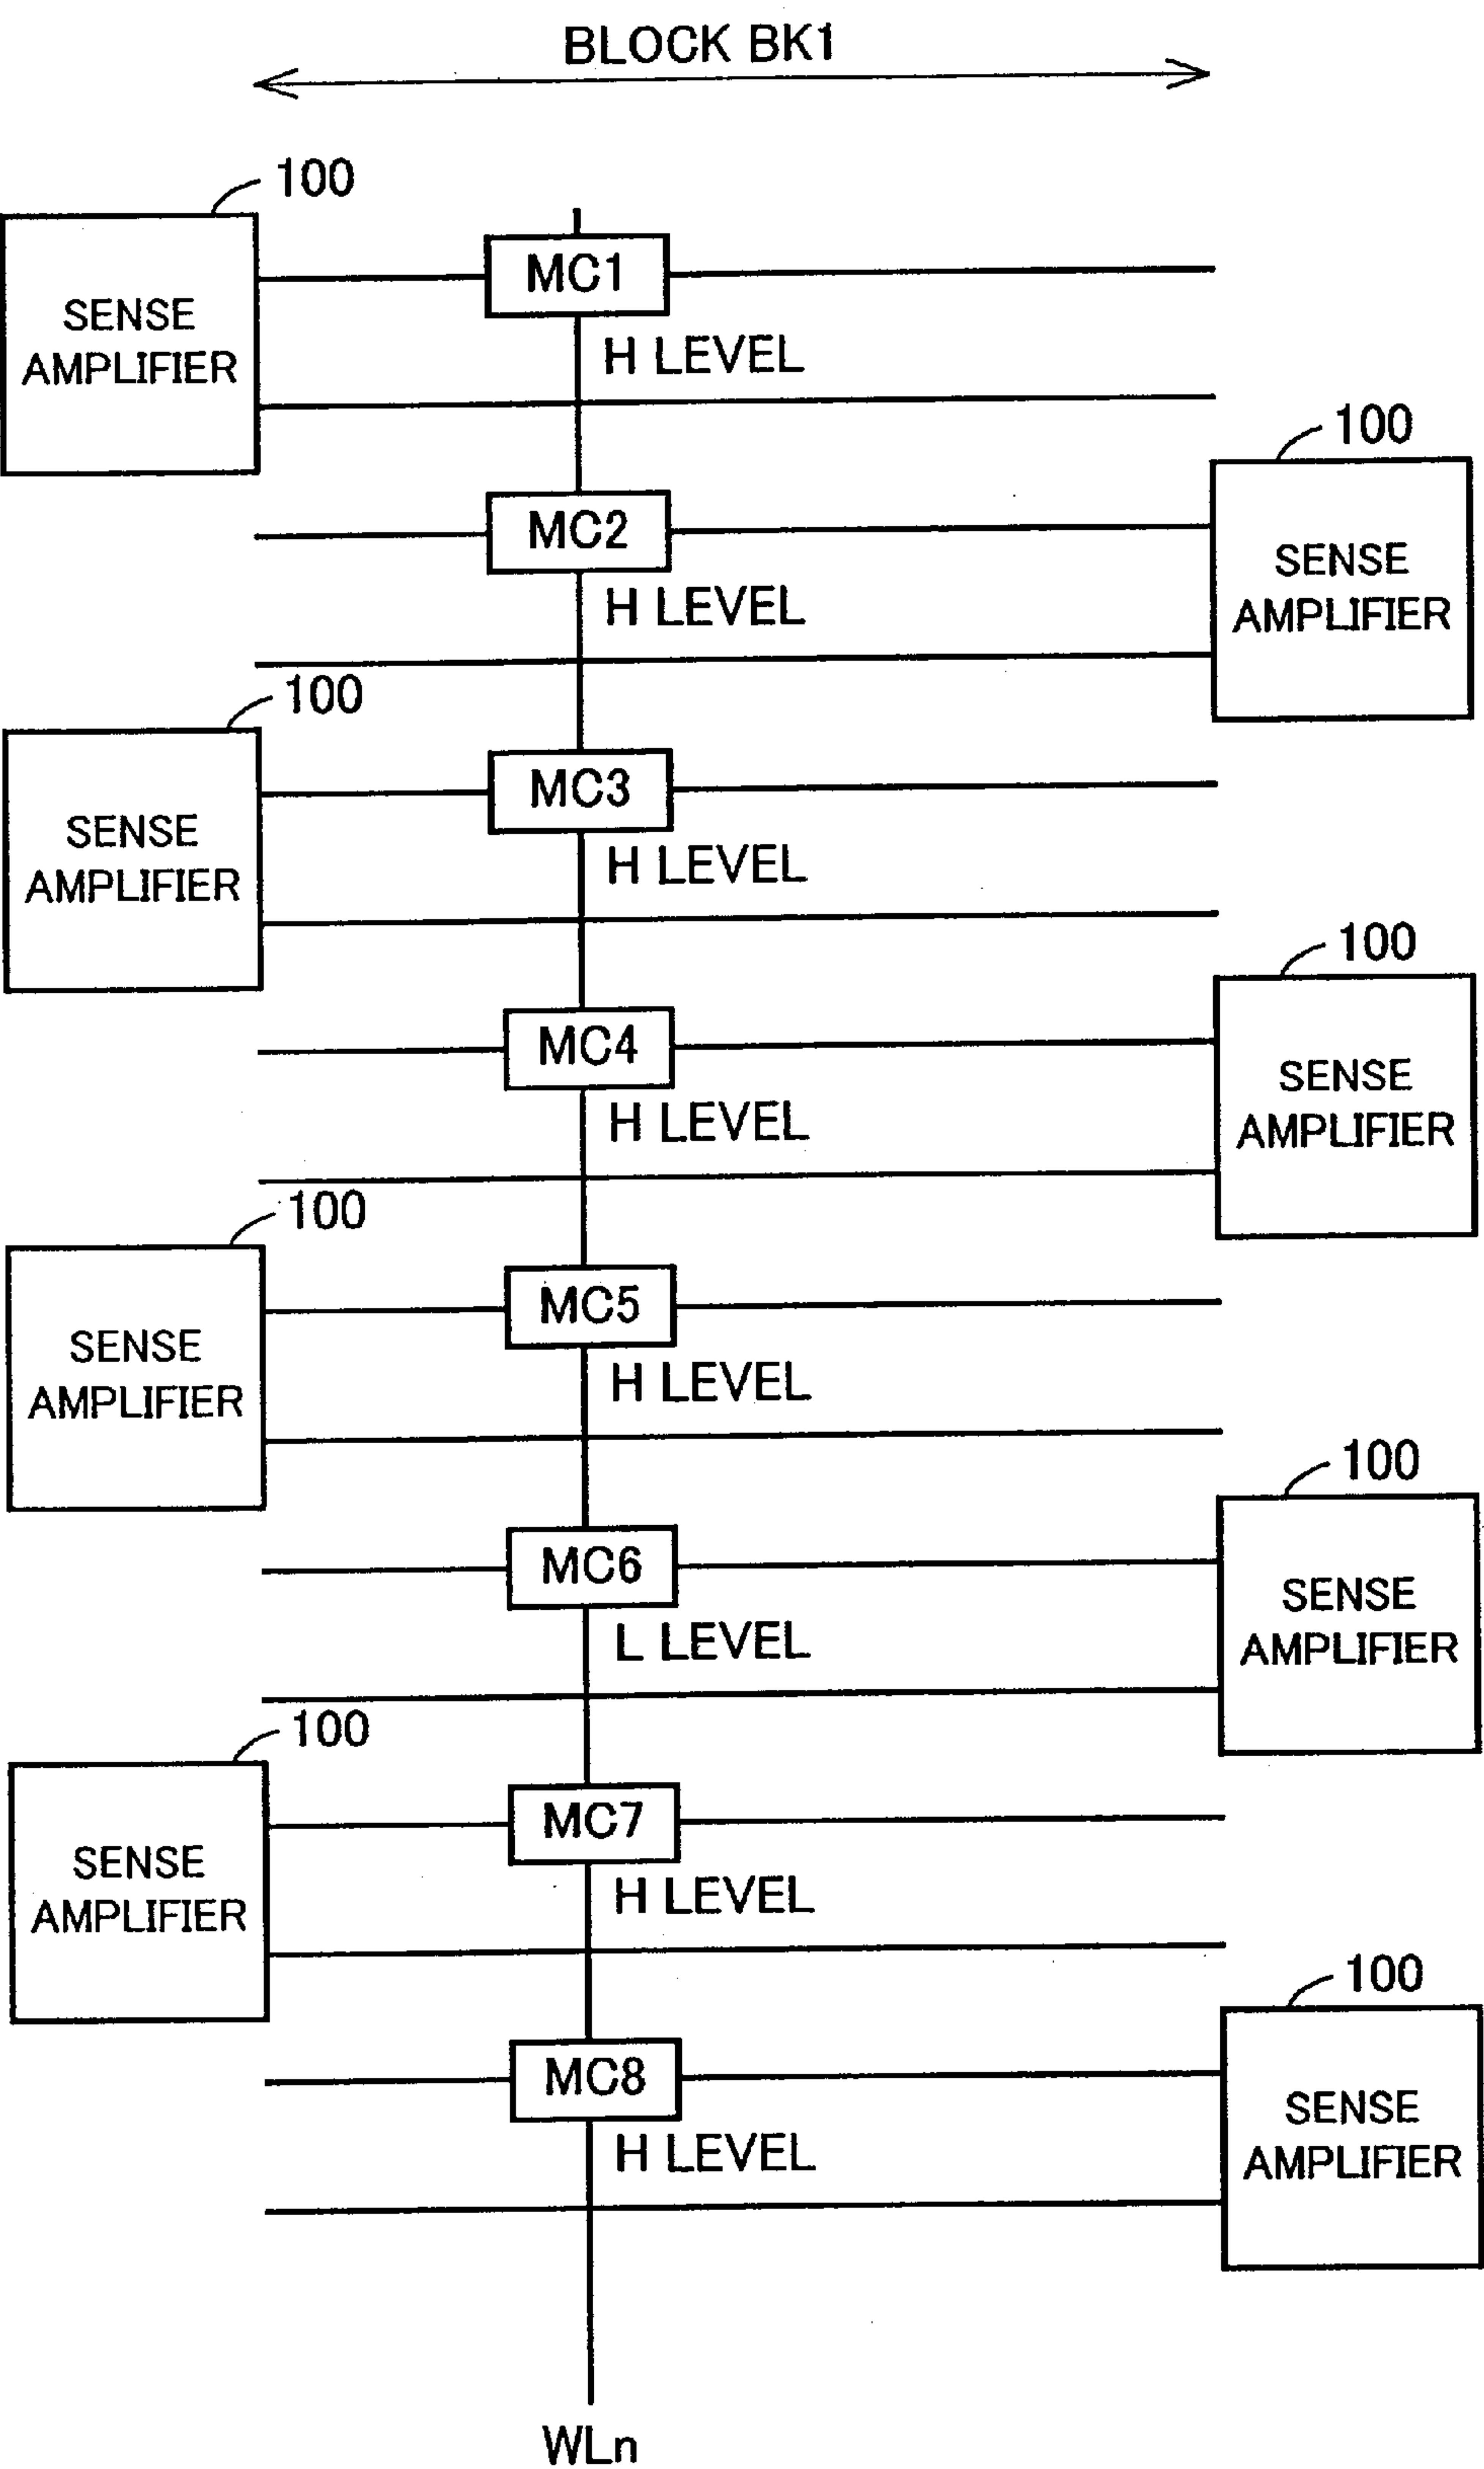 BLOCK BK1
100
MC1
SENSE
AMPLIFIER
H LEVEL
100
MC2
SENSE
AMPLIFIER
H LEVEL
100
MC3
SENSE
AMPLIFIER
H LEVEL
100
MC4
SENSE
AMPLIFIER
H LEVEL
100
MC5
SENSE
AMPLIFIER
H LEVEL
100
MC6
SENSE
AMPLIFIER
L LEVEL
100
MC7
SENSE
AMPLIFIER
H LEVEL
100
MC8
SENSE
AMPLIFIER
H LEVEL
WLn